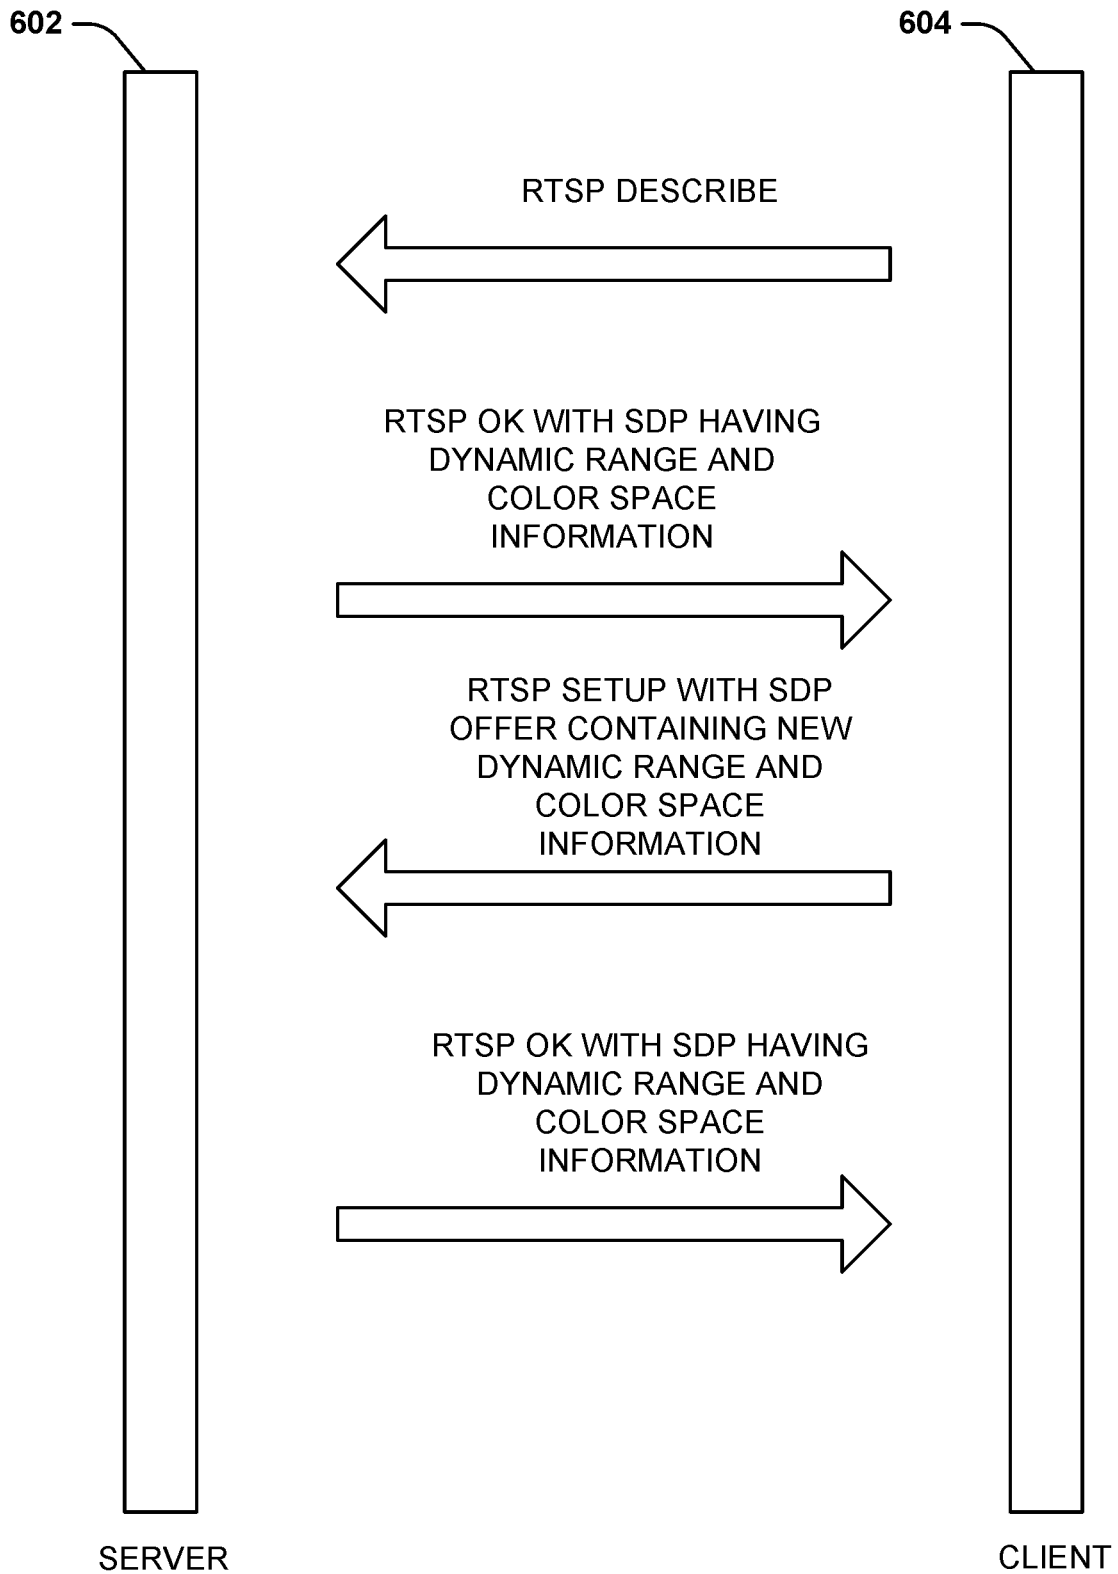 602
604
RTSP DESCRIBE
RTSP OK WITH SDP HAVING
DYNAMIC RANGE AND
COLOR SPACE
INFORMATION
RTSP SETUP WITH SDP
OFFER CONTAINING NEW
DYNAMIC RANGE AND
COLOR SPACE
INFORMATION
RTSP OK WITH SDP HAVING
DYNAMIC RANGE AND
COLOR SPACE
INFORMATION
SERVER
CLIENT